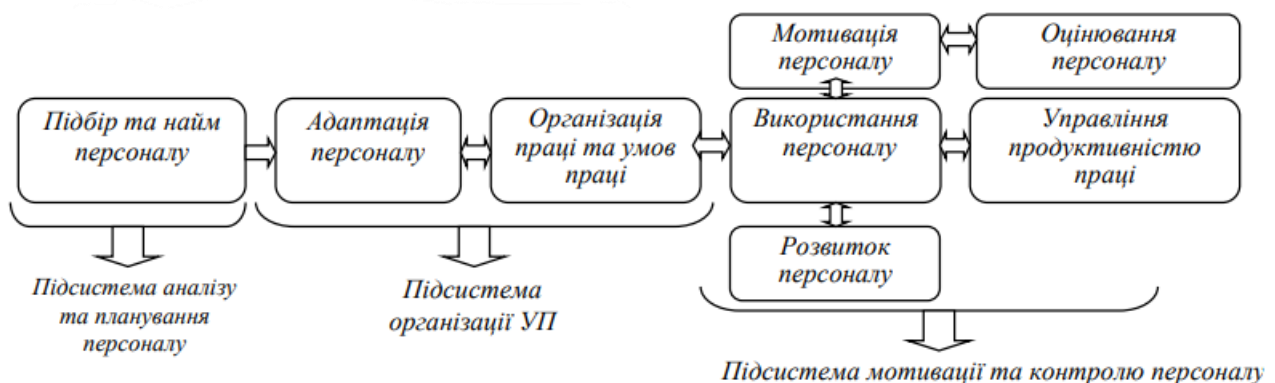 Мотивація
персоналу
Оцінювання
персоналу
Підбір та найм
персоналу
Адаптація
персоналу
Організація
праці та умов
праці
Використання
персоналу
Управління
продуктивністю
праці
Розвиток
персоналу
Підсистема аналізу
та планування
персоналу
Підсистема
організації УП
Підсистема мотивації та контролю персоналу